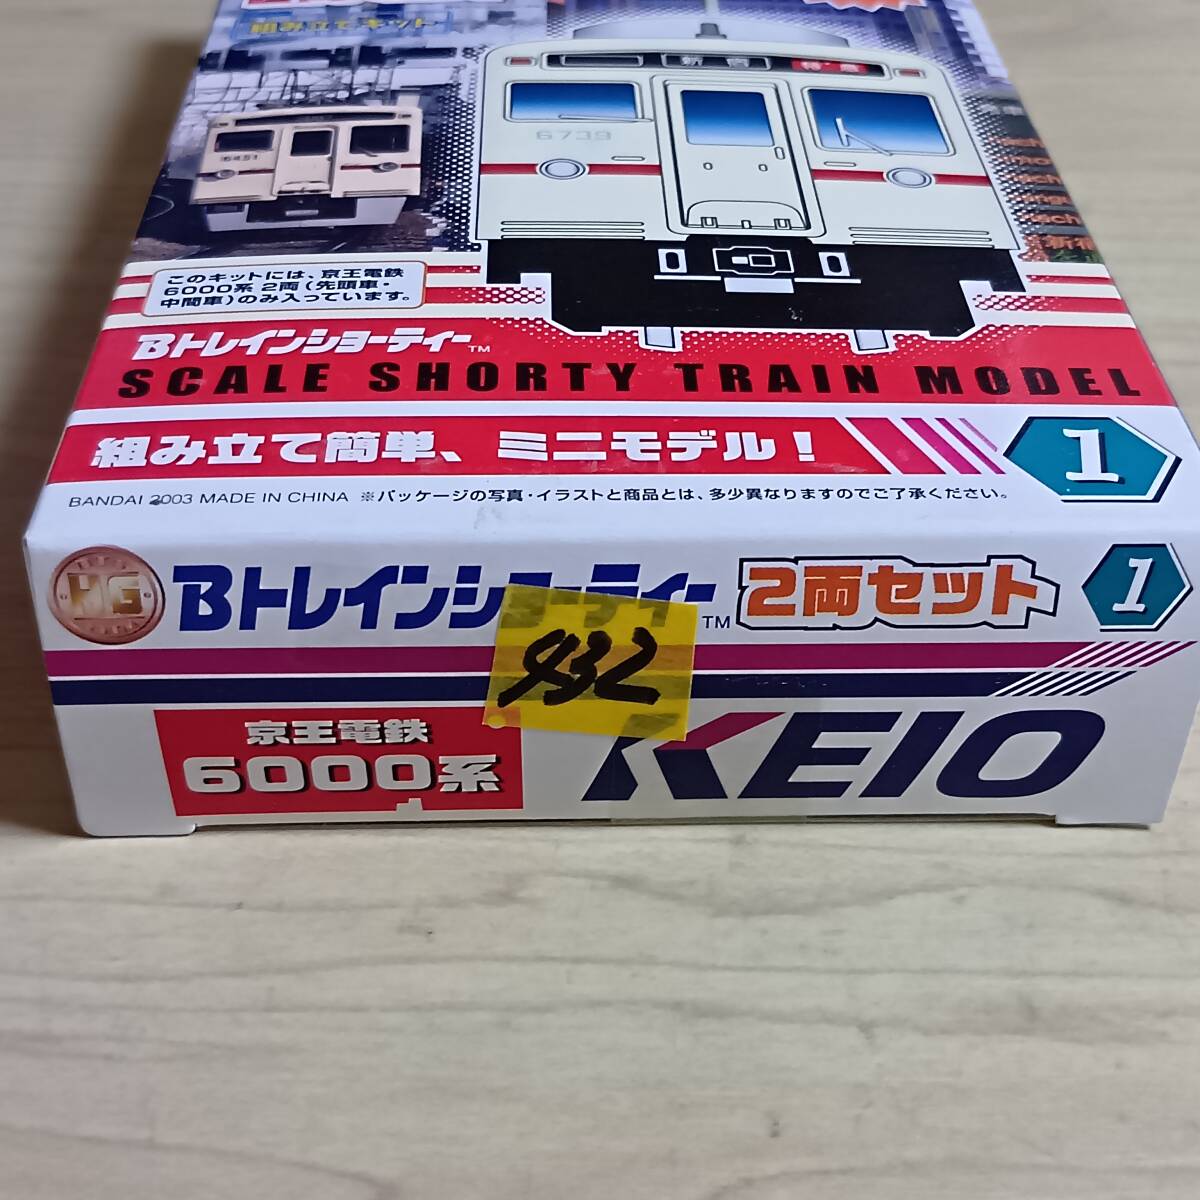 組み立てキット
新宿
特急
6739
6451
このキットには、京王電鉄
6000系 2両（先頭車・
中間車）のみ入っています。
Bトレインショーティー™
SCALE SHORTY TRAIN MODEL
組み立て簡単、ミニモデル！
1
BANDAI 2003 MADE IN CHINA ※パッケージの写真・イラストと商品とは、多少異なりますのでご了承ください。
HG
Bトレインショーティー™ 2両セット 1
432
京王電鉄
6000系
KEIO